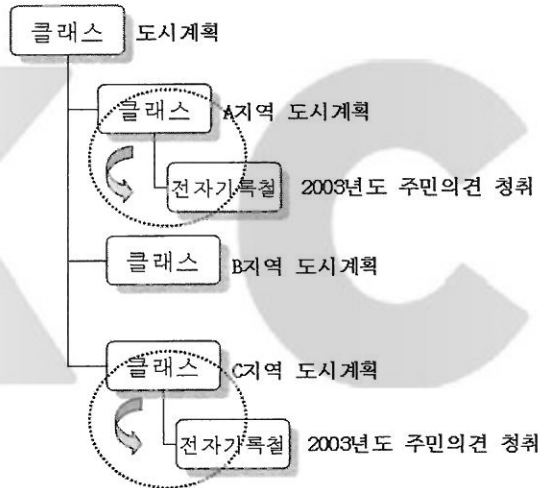 클래스 도시계획
클래스 A지역 도시계획
전자기록철 2003년도 주민의견 청취
클래스 B지역 도시계획
클래스 C지역 도시계획
전자기록철 2003년도 주민의견 청취